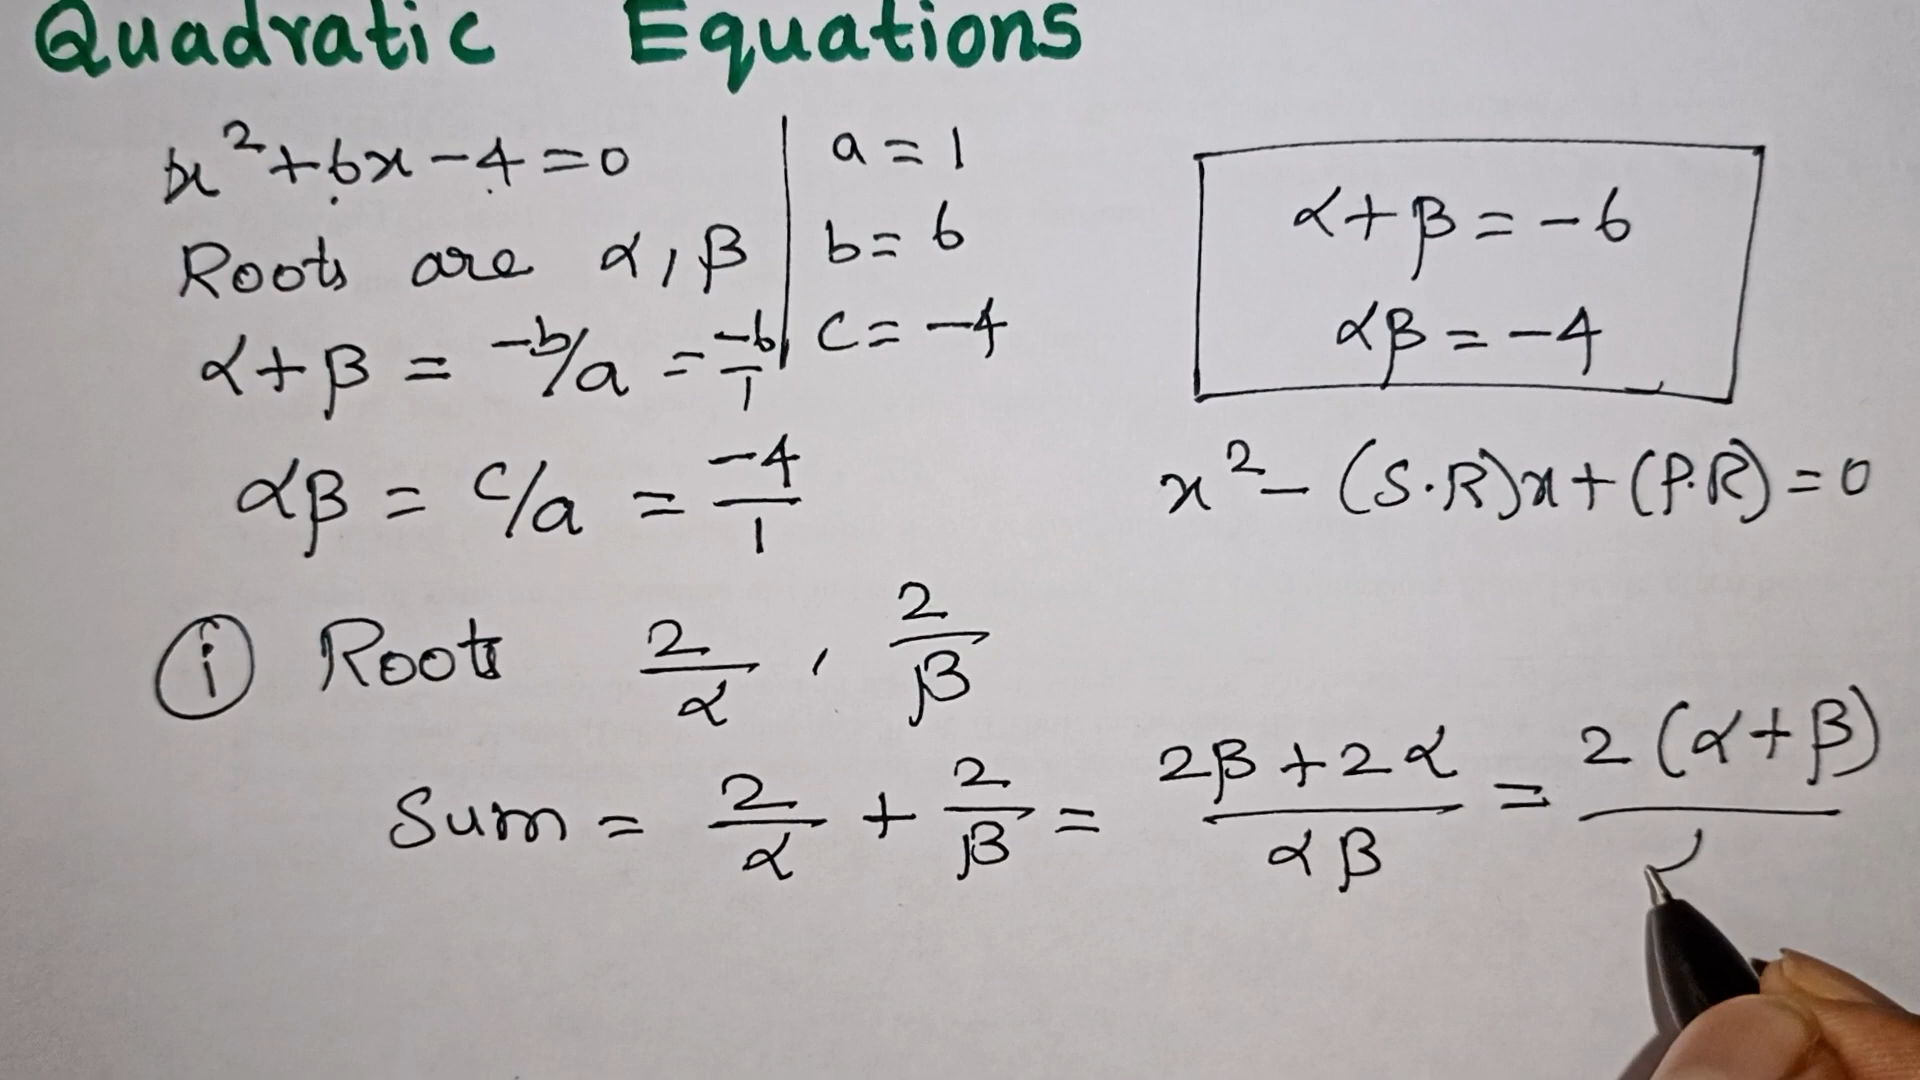 Quadratic Equations
x²+6x-4=0
Roots are α, β
α+β = -b/a = -6/1
αβ = c/a = -4/1
a = 1
b = 6
c = -4
α+β = -6
αβ = -4
x² - (S.R)x + (P.R) = 0
(i) Roots 2/α , 2/β
Sum = 2/α + 2/β = 2β+2α/αβ = 2(α+β)/